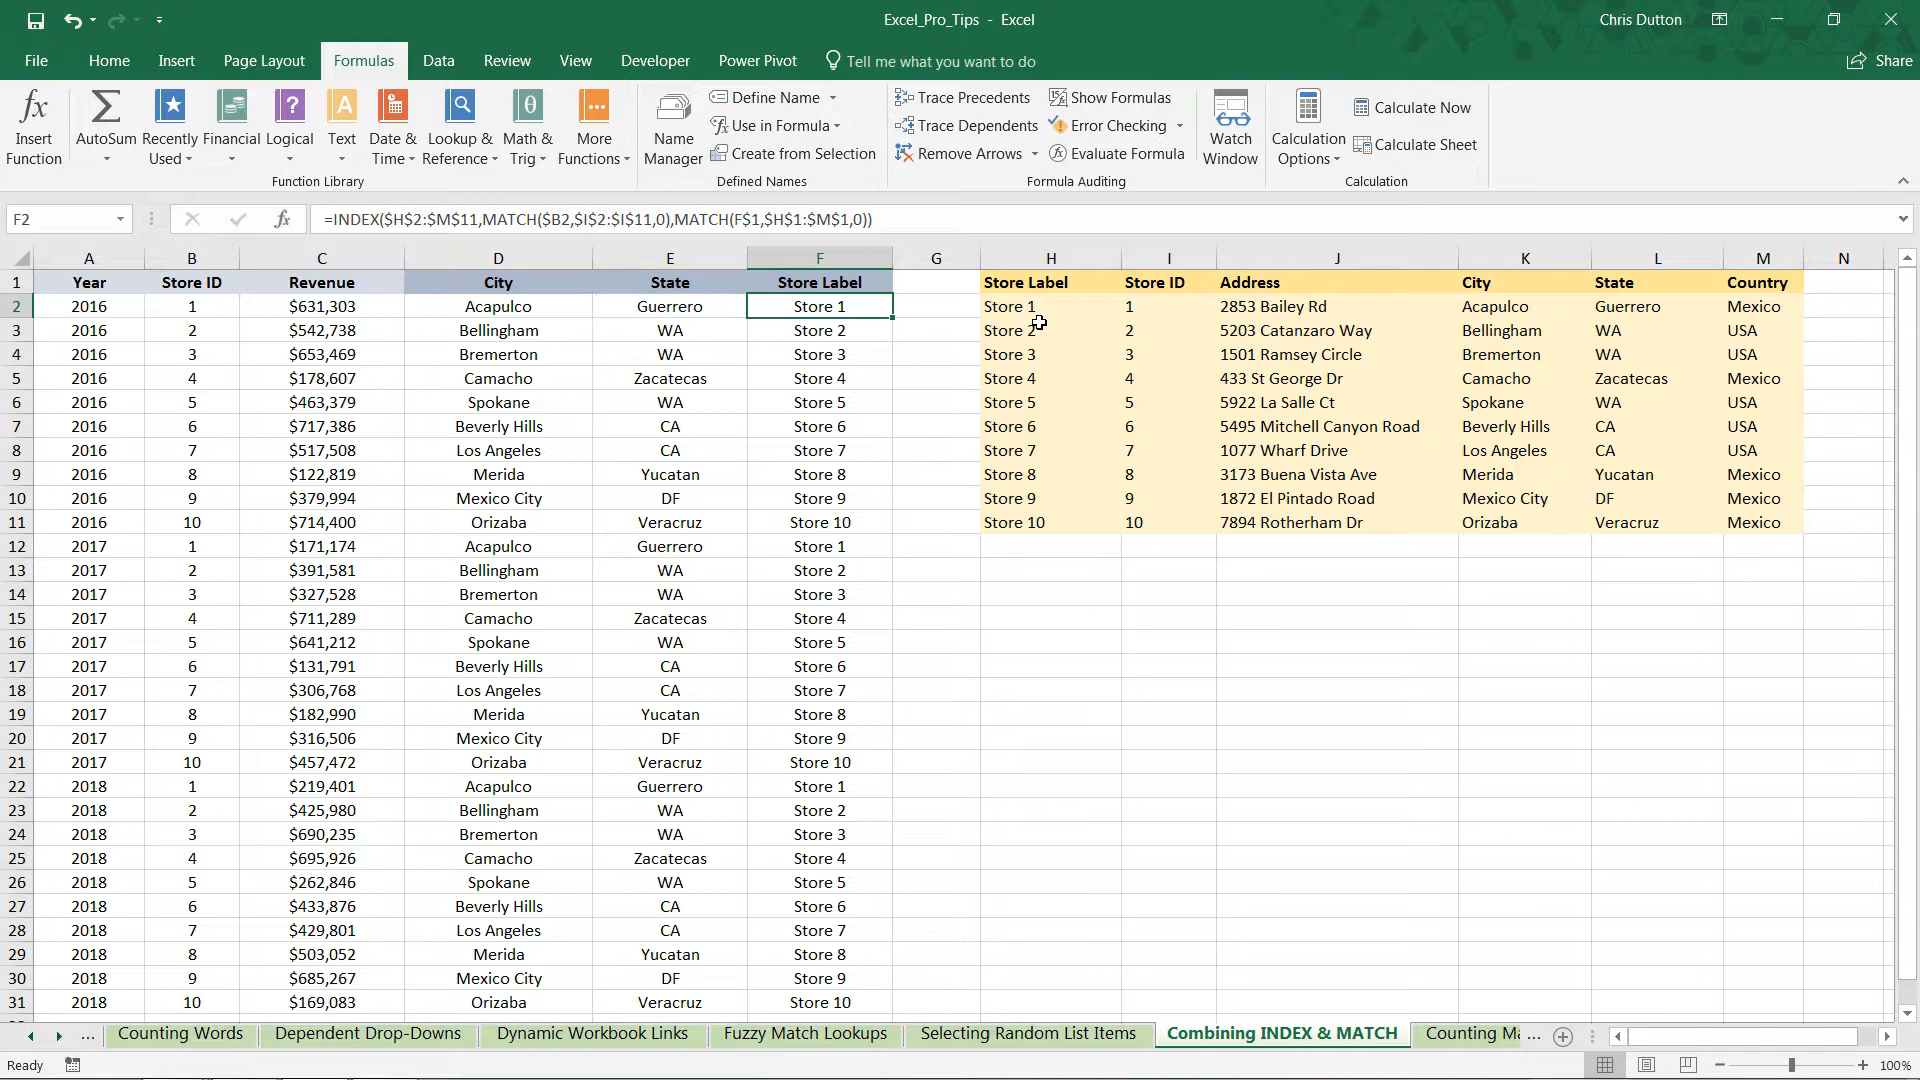 Excel_Pro_Tips - Excel
Chris Dutton
File Home Insert Page Layout Formulas Data Review View Developer Power Pivot Tell me what you want to do Share
fx Insert Function
AutoSum
Recently Used
Financial
Logical
Text
Date & Time
Lookup & Reference
Math & Trig
More Functions
Function Library
Name Manager
Define Name
Use in Formula
Create from Selection
Defined Names
Trace Precedents
Trace Dependents
Remove Arrows
Show Formulas
Error Checking
Evaluate Formula
Formula Auditing
Watch Window
Calculation Options
Calculate Now
Calculate Sheet
Calculation
F2 fx =INDEX($H$2:$M$11,MATCH($B2,$I$2:$I$11,0),MATCH(F$1,$H$1:$M$1,0))
A B C D E F G H I J K L M N
1 Year Store ID Revenue City State Store Label Store Label Store ID Address City State Country
2 2016 1 $631,303 Acapulco Guerrero Store 1 Store 1 1 2853 Bailey Rd Acapulco Guerrero Mexico
3 2016 2 $542,738 Bellingham WA Store 2 Store 2 2 5203 Catanzaro Way Bellingham WA USA
4 2016 3 $653,469 Bremerton WA Store 3 Store 3 3 1501 Ramsey Circle Bremerton WA USA
5 2016 4 $178,607 Camacho Zacatecas Store 4 Store 4 4 433 St George Dr Camacho Zacatecas Mexico
6 2016 5 $463,379 Spokane WA Store 5 Store 5 5 5922 La Salle Ct Spokane WA USA
7 2016 6 $717,386 Beverly Hills CA Store 6 Store 6 6 5495 Mitchell Canyon Road Beverly Hills CA USA
8 2016 7 $517,508 Los Angeles CA Store 7 Store 7 7 1077 Wharf Drive Los Angeles CA USA
9 2016 8 $122,819 Merida Yucatan Store 8 Store 8 8 3173 Buena Vista Ave Merida Yucatan Mexico
10 2016 9 $379,994 Mexico City DF Store 9 Store 9 9 1872 El Pintado Road Mexico City DF Mexico
11 2016 10 $714,400 Orizaba Veracruz Store 10 Store 10 10 7894 Rotherham Dr Orizaba Veracruz Mexico
12 2017 1 $171,174 Acapulco Guerrero Store 1
13 2017 2 $391,581 Bellingham WA Store 2
14 2017 3 $327,528 Bremerton WA Store 3
15 2017 4 $711,289 Camacho Zacatecas Store 4
16 2017 5 $641,212 Spokane WA Store 5
17 2017 6 $131,791 Beverly Hills CA Store 6
18 2017 7 $306,768 Los Angeles CA Store 7
19 2017 8 $182,990 Merida Yucatan Store 8
20 2017 9 $316,506 Mexico City DF Store 9
21 2017 10 $457,472 Orizaba Veracruz Store 10
22 2018 1 $219,401 Acapulco Guerrero Store 1
23 2018 2 $425,980 Bellingham WA Store 2
24 2018 3 $690,235 Bremerton WA Store 3
25 2018 4 $695,926 Camacho Zacatecas Store 4
26 2018 5 $262,846 Spokane WA Store 5
27 2018 6 $433,876 Beverly Hills CA Store 6
28 2018 7 $429,801 Los Angeles CA Store 7
29 2018 8 $503,052 Merida Yucatan Store 8
30 2018 9 $685,267 Mexico City DF Store 9
31 2018 10 $169,083 Orizaba Veracruz Store 10
... Counting Words Dependent Drop-Downs Dynamic Workbook Links Fuzzy Match Lookups Selecting Random List Items Combining INDEX & MATCH Counting Ma ...
Ready 100%